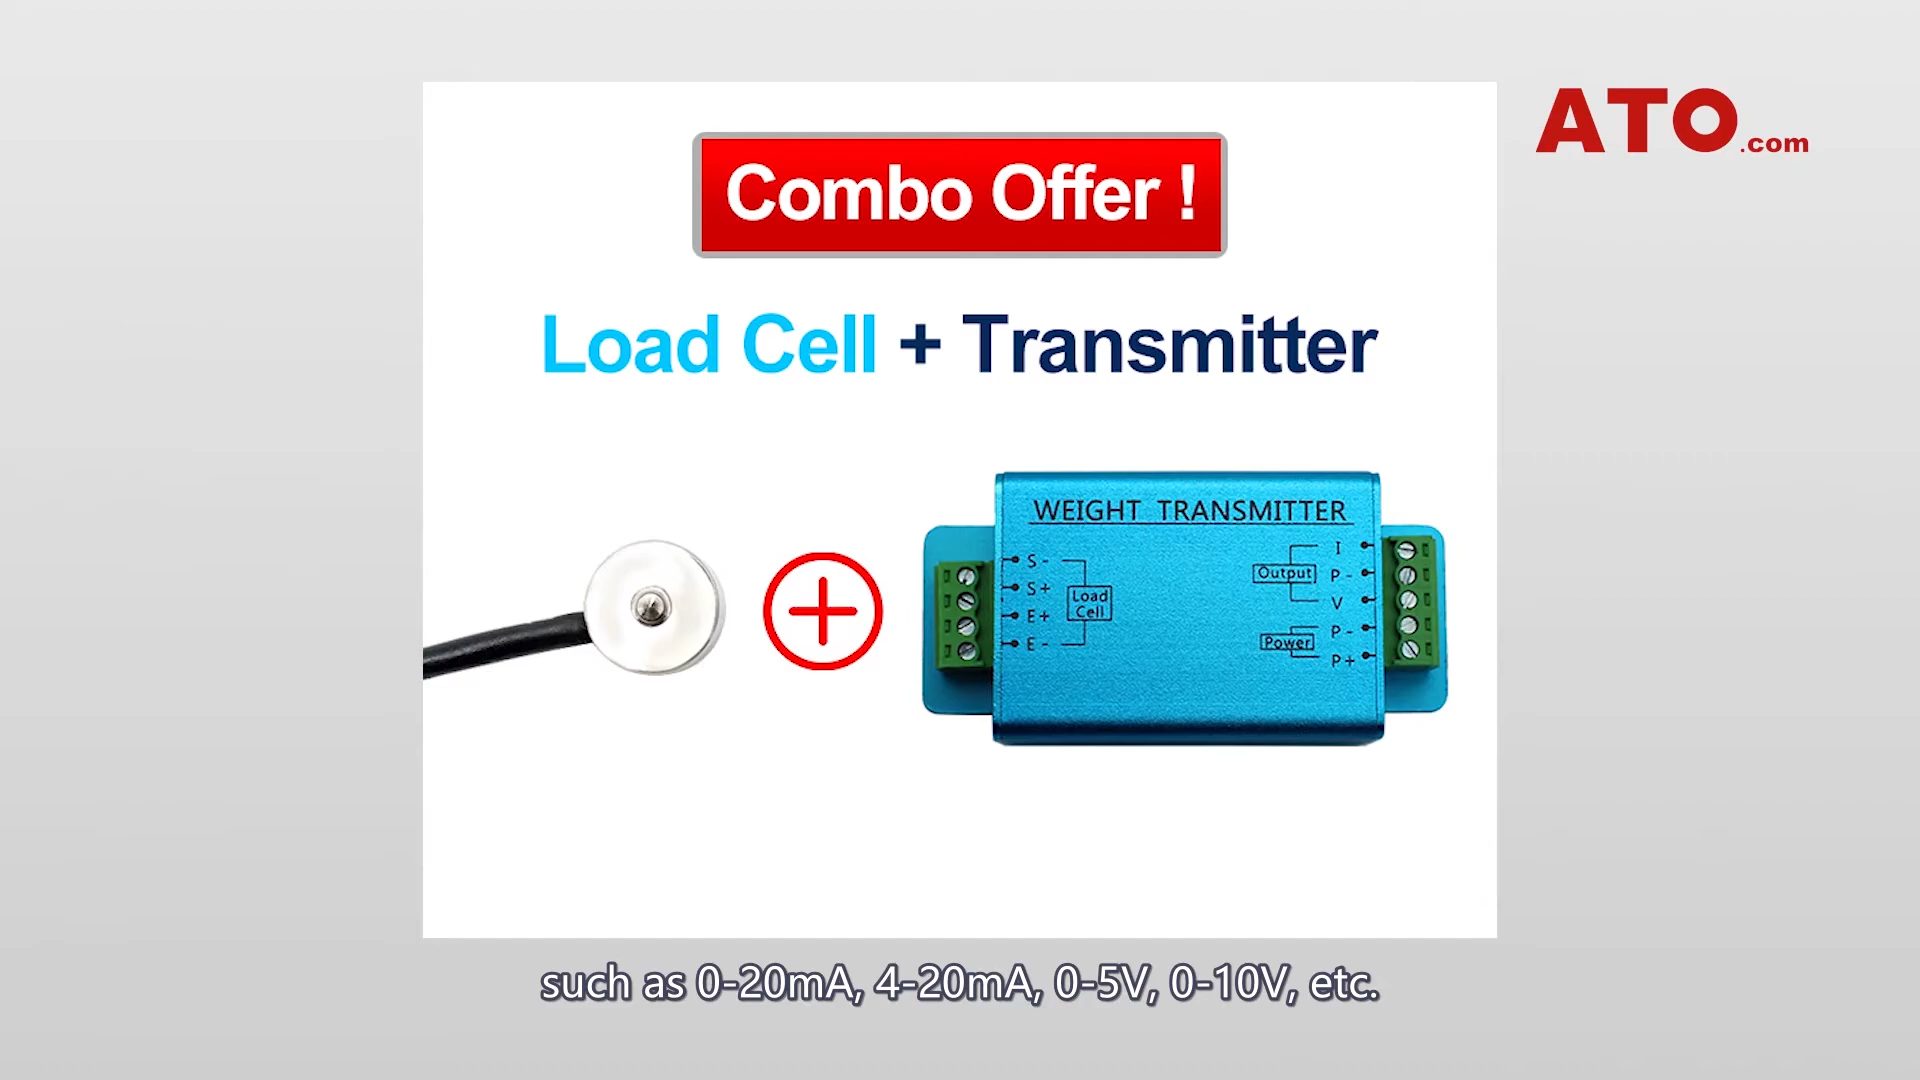 ATO.com
Combo Offer !
Load Cell + Transmitter
WEIGHT TRANSMITTER
S -
S +
E +
E -
Load
Cell
Output
I
P -
V
Power
P -
P +
such as 0-20mA, 4-20mA, 0-5V, 0-10V, etc.